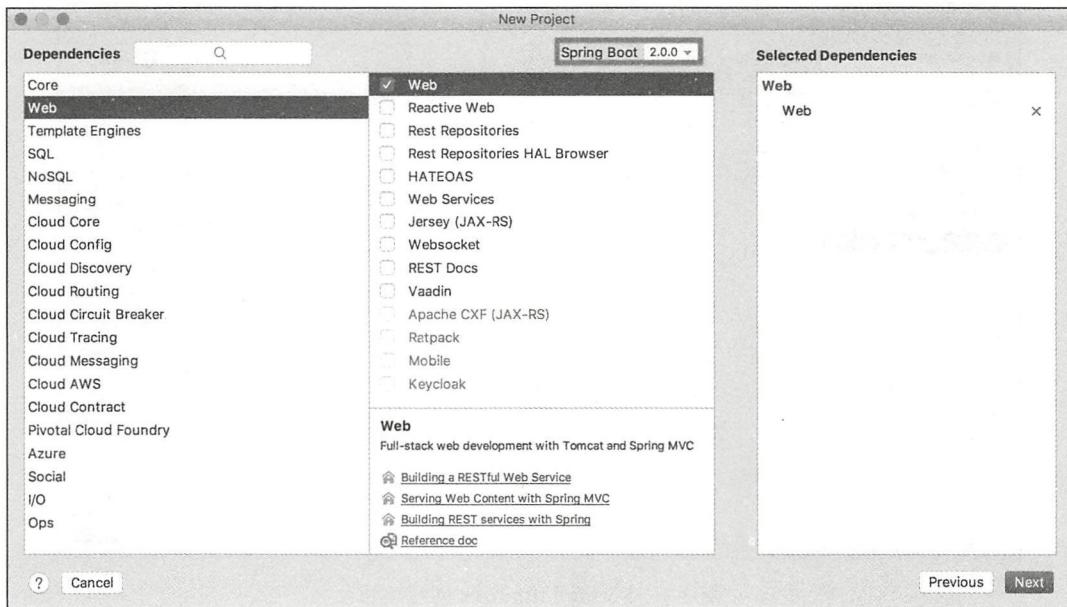 New Project
Dependencies
Spring Boot 2.0.0
Selected Dependencies
Core
Web
Template Engines
SQL
NoSQL
Messaging
Cloud Core
Cloud Config
Cloud Discovery
Cloud Routing
Cloud Circuit Breaker
Cloud Tracing
Cloud Messaging
Cloud AWS
Cloud Contract
Pivotal Cloud Foundry
Azure
Social
I/O
Ops
Web
Reactive Web
Rest Repositories
Rest Repositories HAL Browser
HATEOAS
Web Services
Jersey (JAX-RS)
Websocket
REST Docs
Vaadin
Apache CXF (JAX-RS)
Ratpack
Mobile
Keycloak
Web
Full-stack web development with Tomcat and Spring MVC
Building a RESTful Web Service
Serving Web Content with Spring MVC
Building REST services with Spring
Reference doc
Web
Web ×
? Cancel
Previous Next